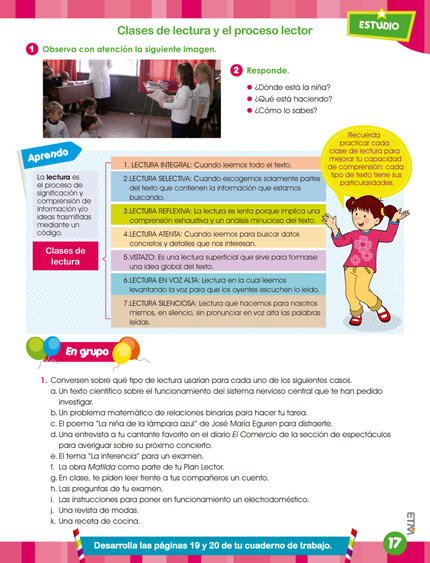 Clases de lectura y el proceso lector
ESTUDIO
1 Observa con atención la siguiente imagen.
2 Responde.
● ¿Dónde está la niña?
● ¿Qué está haciendo?
● ¿Cómo lo sabes?
Recuerda
practicar cada
clase de lectura para
mejorar tu capacidad
de comprensión; cada
tipo de texto tiene sus
particularidades.
Aprendo
La lectura es
el proceso de
significación y
comprensión de
información y/o
ideas trasmitidas
mediante un
código.
Clases de
lectura
1. LECTURA INTEGRAL: Cuando leemos todo el texto.
2.LECTURA SELECTIVA: Cuando escogemos solamente partes
del texto que contienen la información que estamos
buscando.
3.LECTURA REFLEXIVA: La lectura es lenta porque implica una
comprensión exhaustiva y un análisis minucioso del texto.
4.LECTURA ATENTA: Cuando leemos para buscar datos
concretos y detalles que nos interesan.
5.VISTAZO: Es una lectura superficial que sirve para formarse
una idea global del texto.
6.LECTURA EN VOZ ALTA: Lectura en la cual leemos
levantando la voz para que los oyentes escuchen lo leído.
7.LECTURA SILENCIOSA: Lectura que hacemos para nosotros
mismos, en silencio, sin pronunciar en voz alta las palabras
leídas.
En grupo
1. Conversen sobre qué tipo de lectura usarían para cada uno de los siguientes casos.
a. Un texto científico sobre el funcionamiento del sistema nervioso central que te han pedido
investigar.
b. Un problema matemático de relaciones binarias para hacer tu tarea.
c. El poema “La niña de la lámpara azul” de José María Eguren para distraerte.
d. Una entrevista a tu cantante favorito en el diario El Comercio de la sección de espectáculos
para averiguar sobre su próximo concierto.
e. El tema “La inferencia” para un examen.
f. La obra Matilda como parte de tu Plan Lector.
g. En clase, te piden leer frente a tus compañeros un cuento.
h. Las preguntas de tu examen.
i. Las instrucciones para poner en funcionamiento un electrodoméstico.
j. Una revista de modas.
k. Una receta de cocina.
Desarrolla las páginas 19 y 20 de tu cuaderno de trabajo.
17